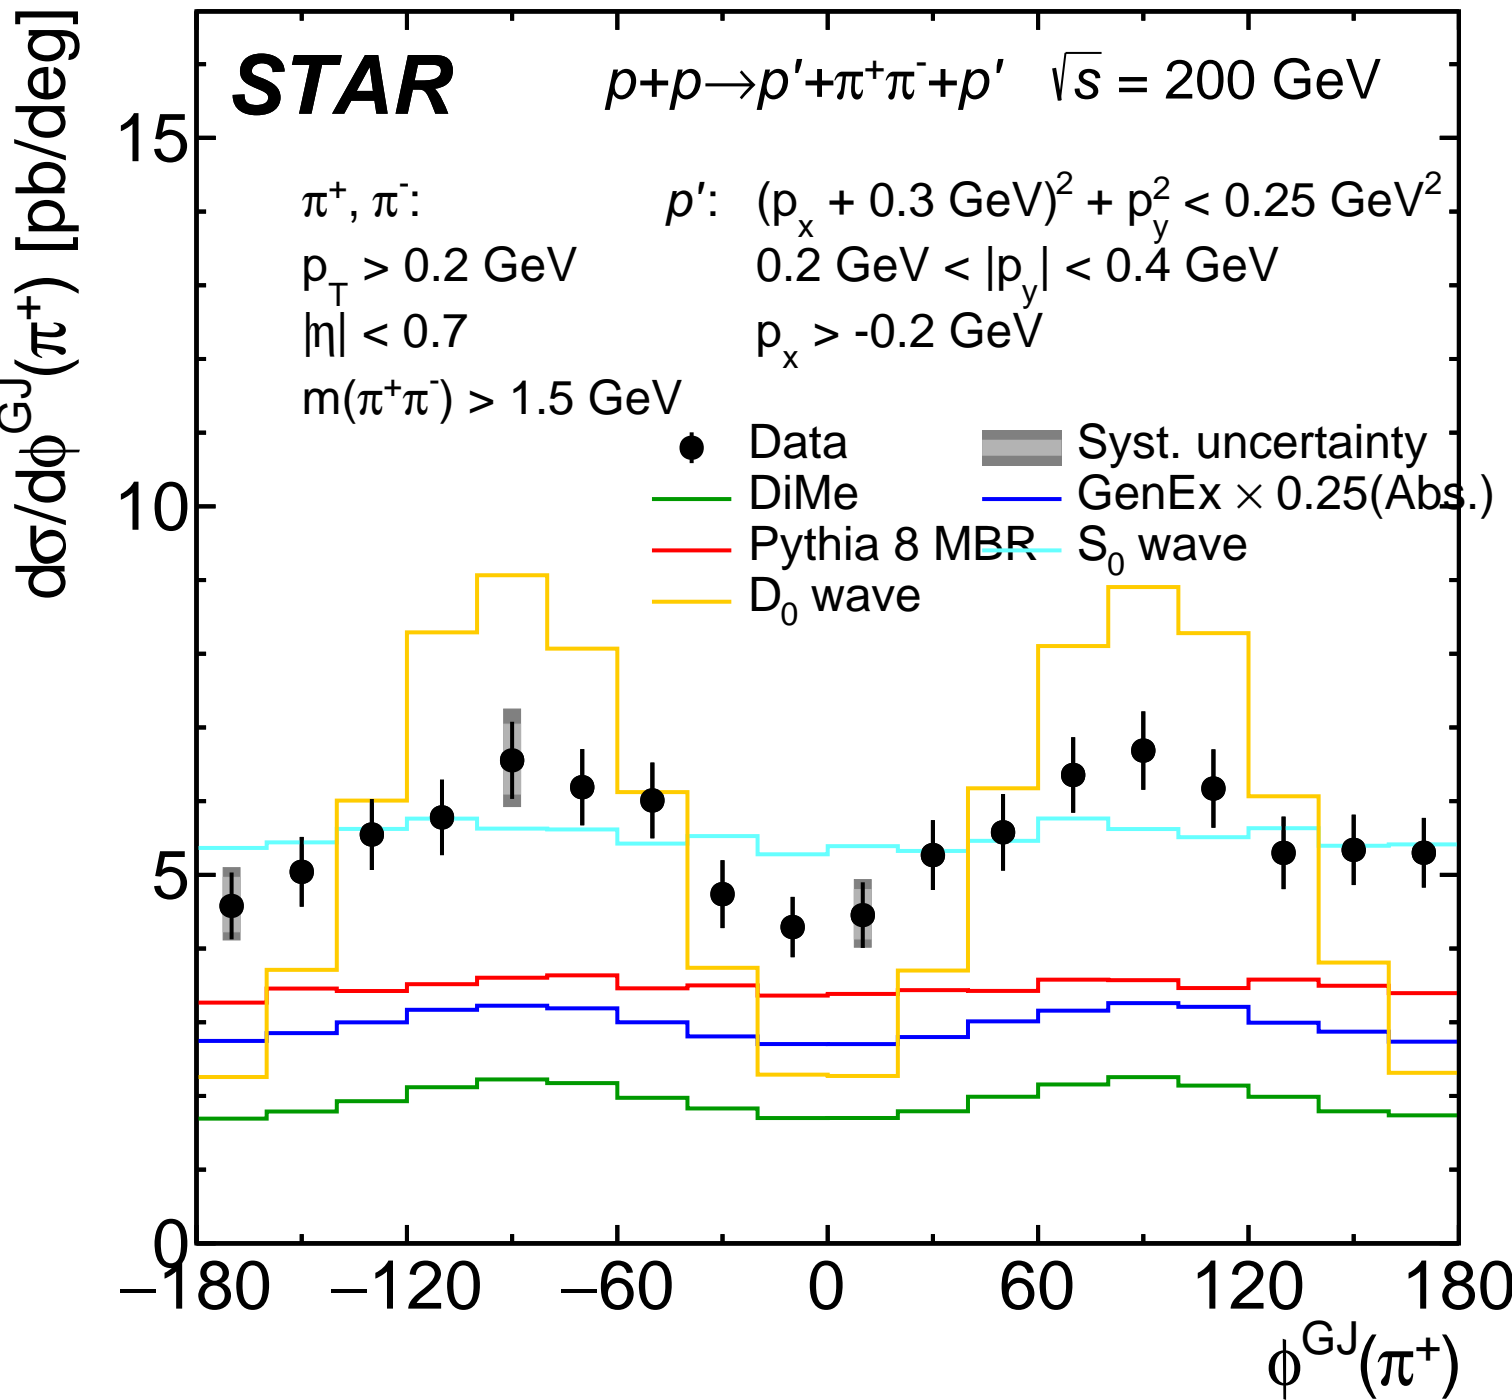 STAR p+p→p′+π⁺π⁻+p′ √s = 200 GeV
π⁺, π⁻: p′: (pₓ + 0.3 GeV)² + p_y² < 0.25 GeV²
p_T > 0.2 GeV 0.2 GeV < |p_y| < 0.4 GeV
|η| < 0.7 pₓ > -0.2 GeV
m(π⁺π⁻) > 1.5 GeV
Data Syst. uncertainty
DiMe GenEx × 0.25(Abs.)
Pythia 8 MBR S₀ wave
D₀ wave
dσ/dϕ^GJ(π⁺) [pb/deg]
15
10
5
0
−180 −120 −60 0 60 120 180
ϕ^GJ(π⁺)